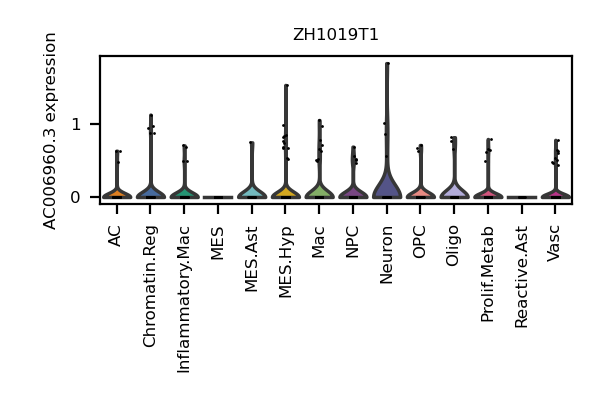 ZH1019T1
AC006960.3 expression
1
0
AC
Chromatin.Reg
Inflammatory.Mac
MES
MES.Ast
MES.Hyp
Mac
NPC
Neuron
OPC
Oligo
Prolif.Metab
Reactive.Ast
Vasc